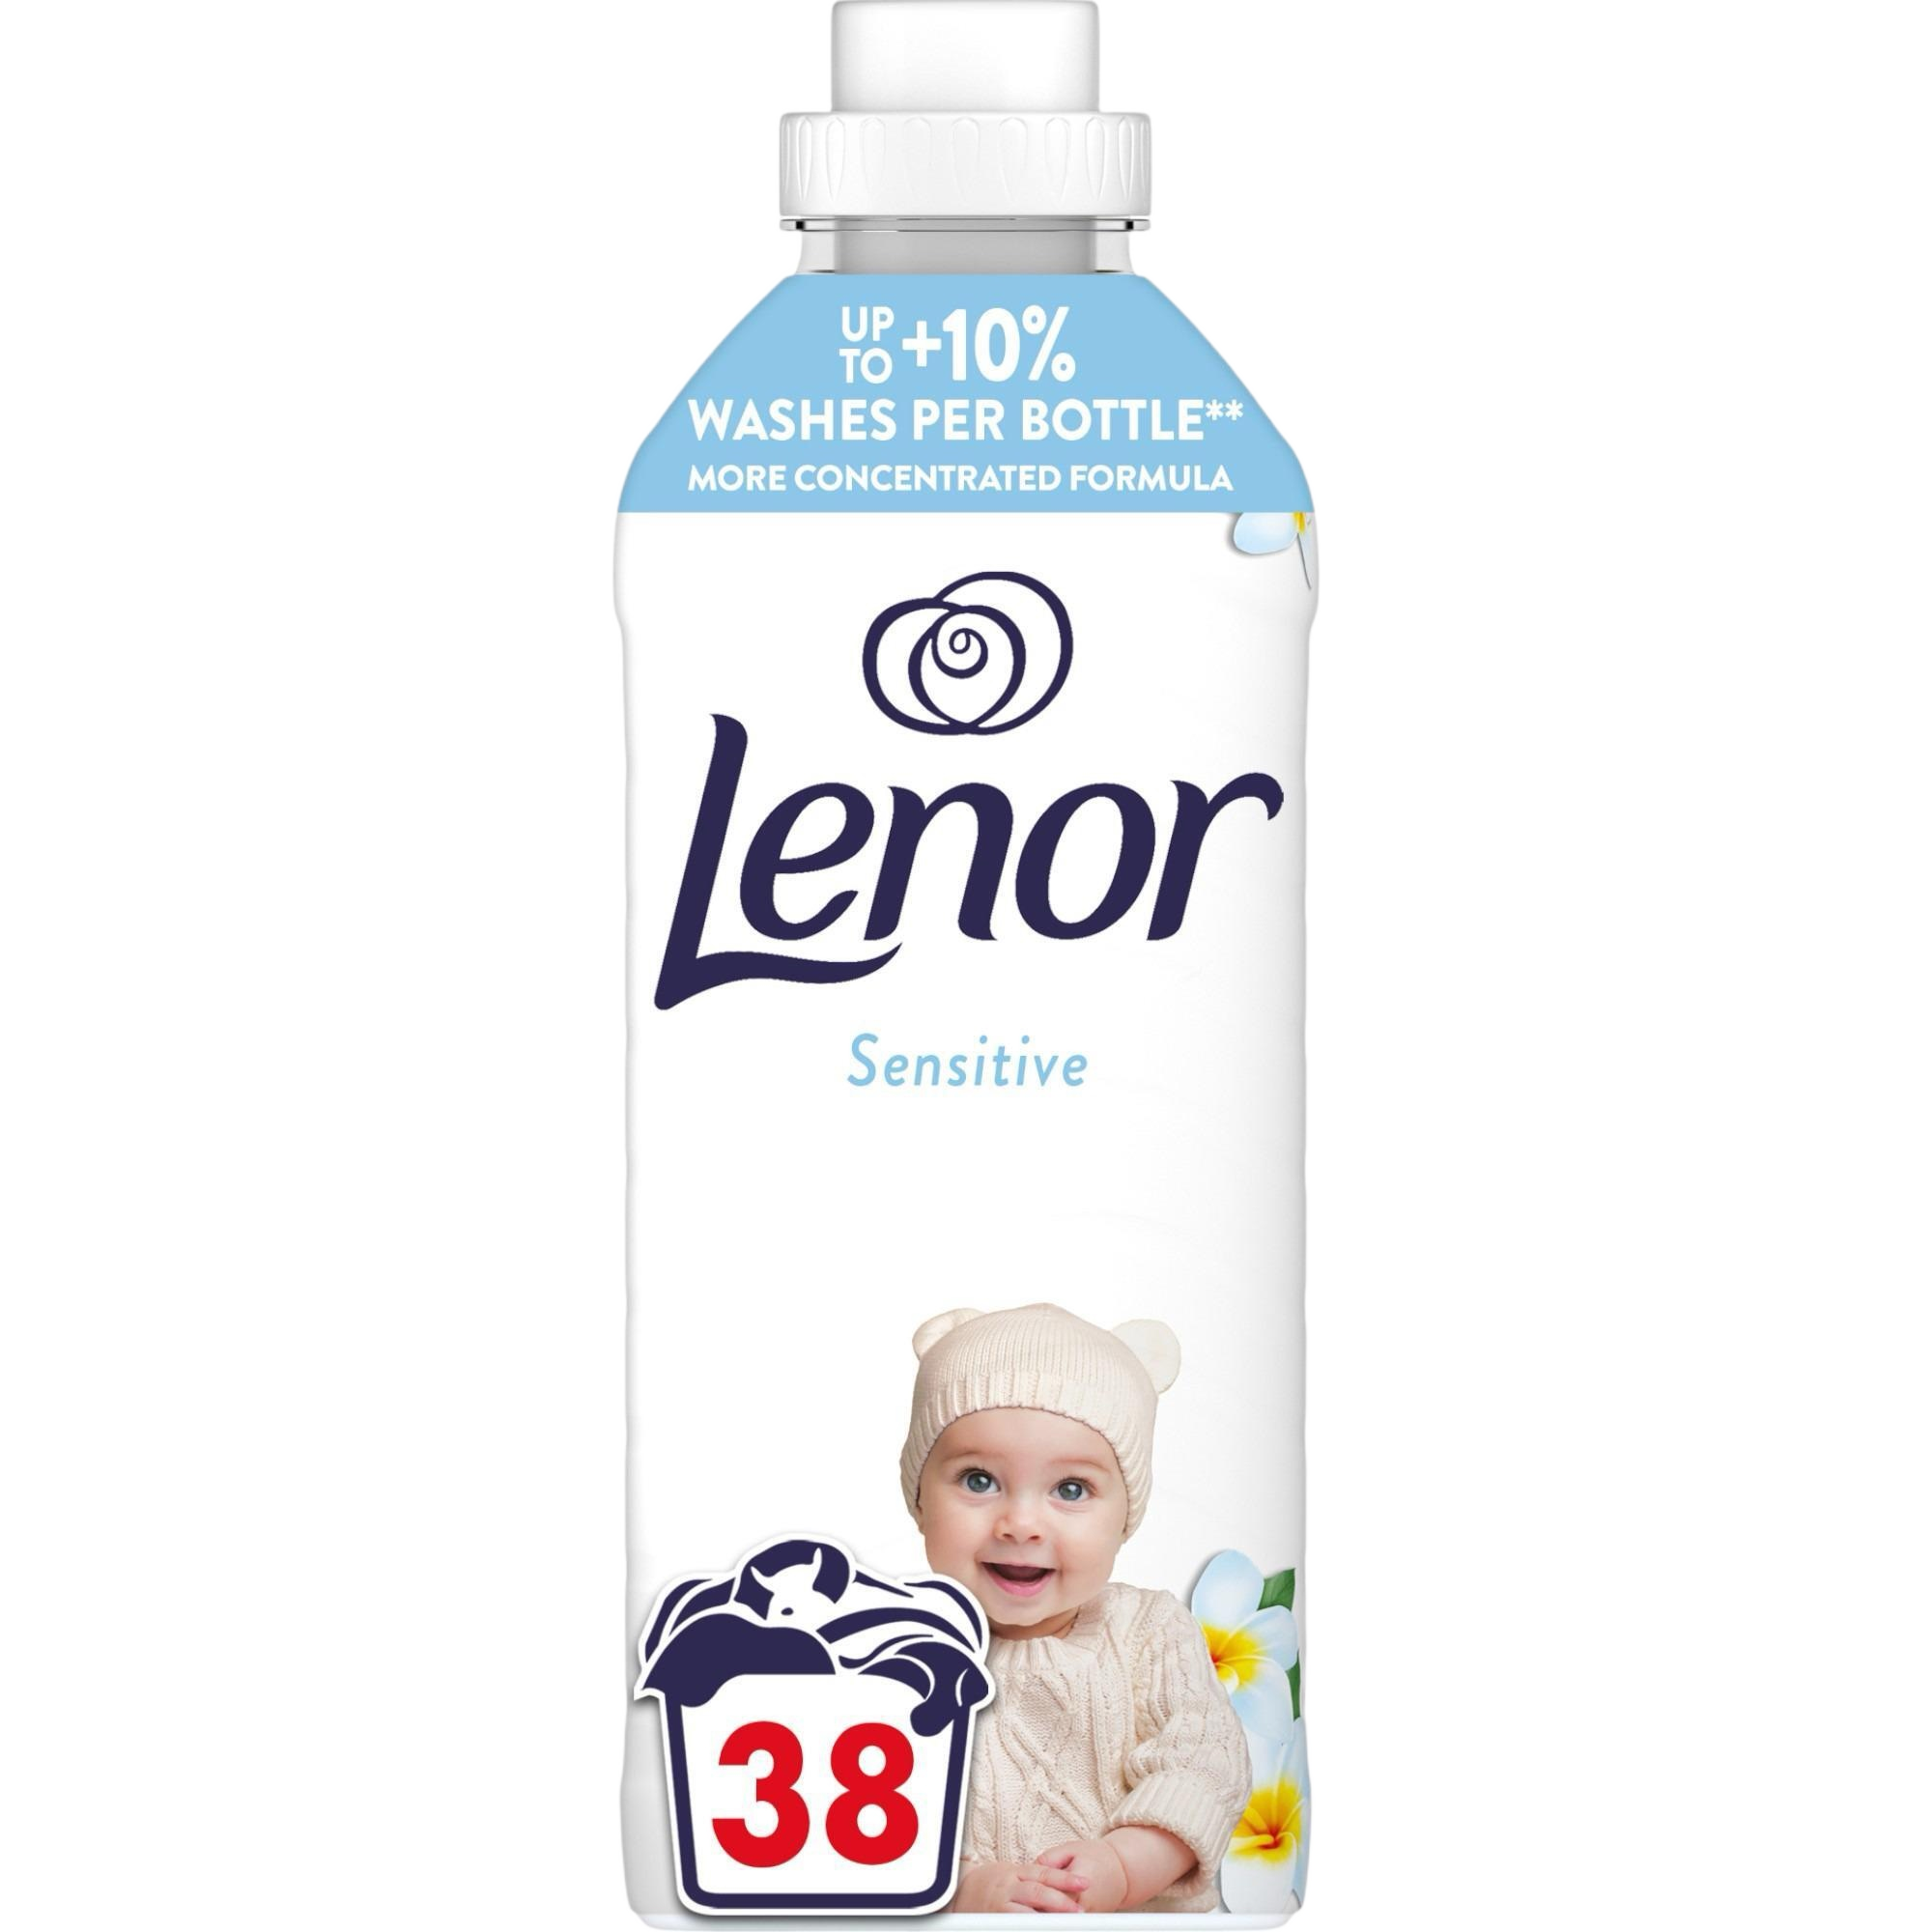 UP TO +10%
WASHES PER BOTTLE**
MORE CONCENTRATED FORMULA
Lenor
Sensitive
38